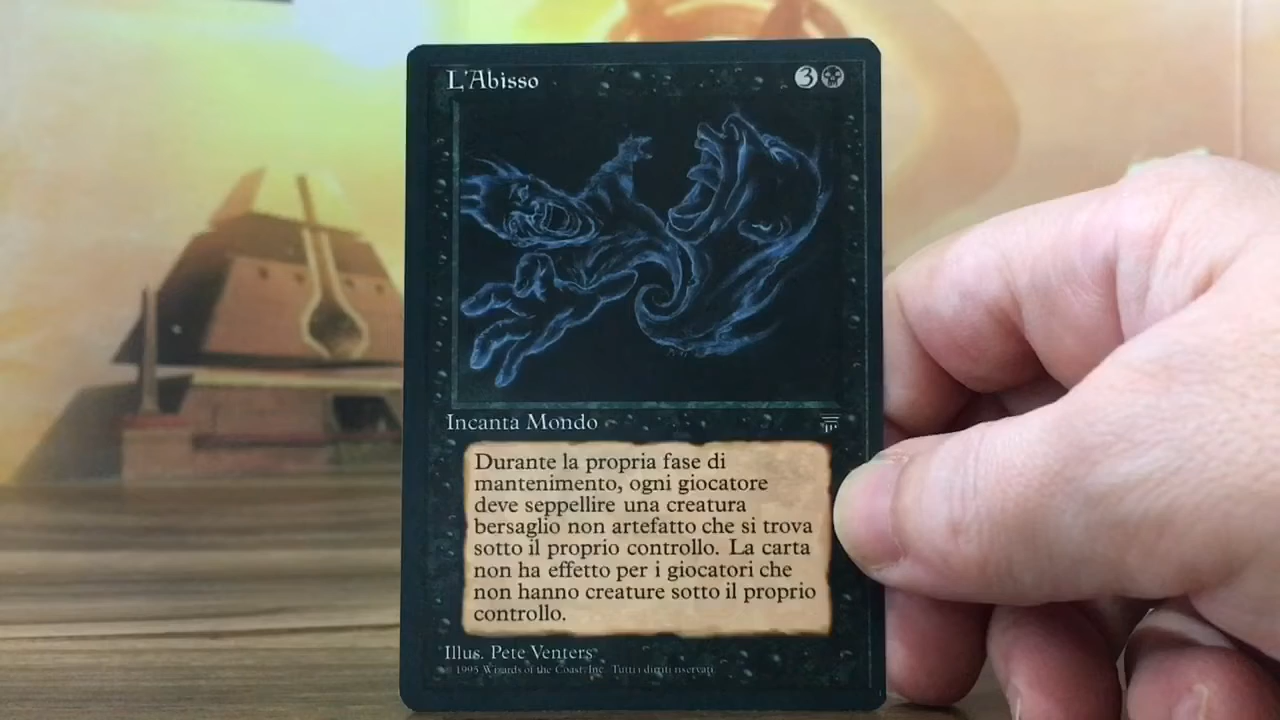 L'Abisso
3
Incanta Mondo
Durante la propria fase di
mantenimento, ogni giocatore
deve seppellire una creatura
bersaglio non artefatto che si trova
sotto il proprio controllo. La carta
non ha effetto per i giocatori che
non hanno creature sotto il proprio
controllo.
Illus. Pete Venters
© 1995 Wizards of the Coast, Inc. Tutti i diritti riservati.